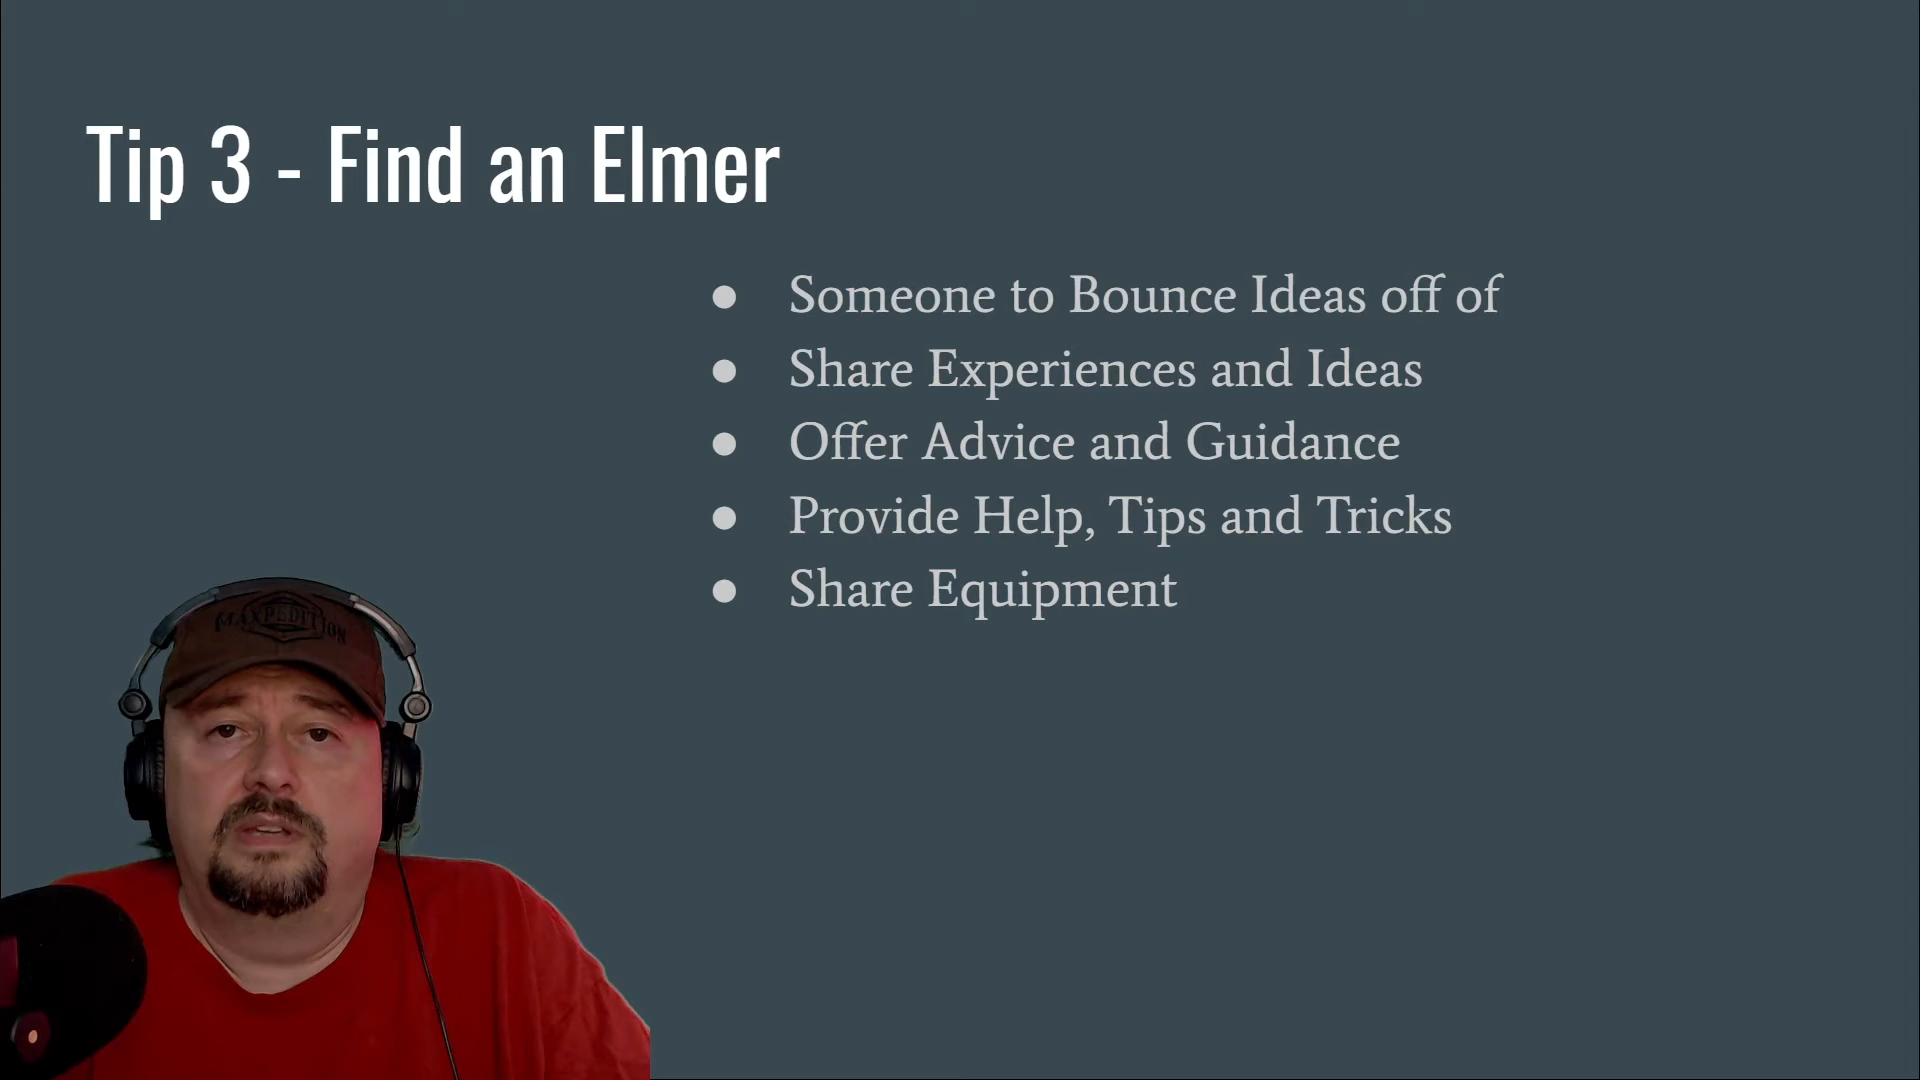 Tip 3 - Find an Elmer
● Someone to Bounce Ideas off of
● Share Experiences and Ideas
● Offer Advice and Guidance
● Provide Help, Tips and Tricks
● Share Equipment
MAXPEDITION